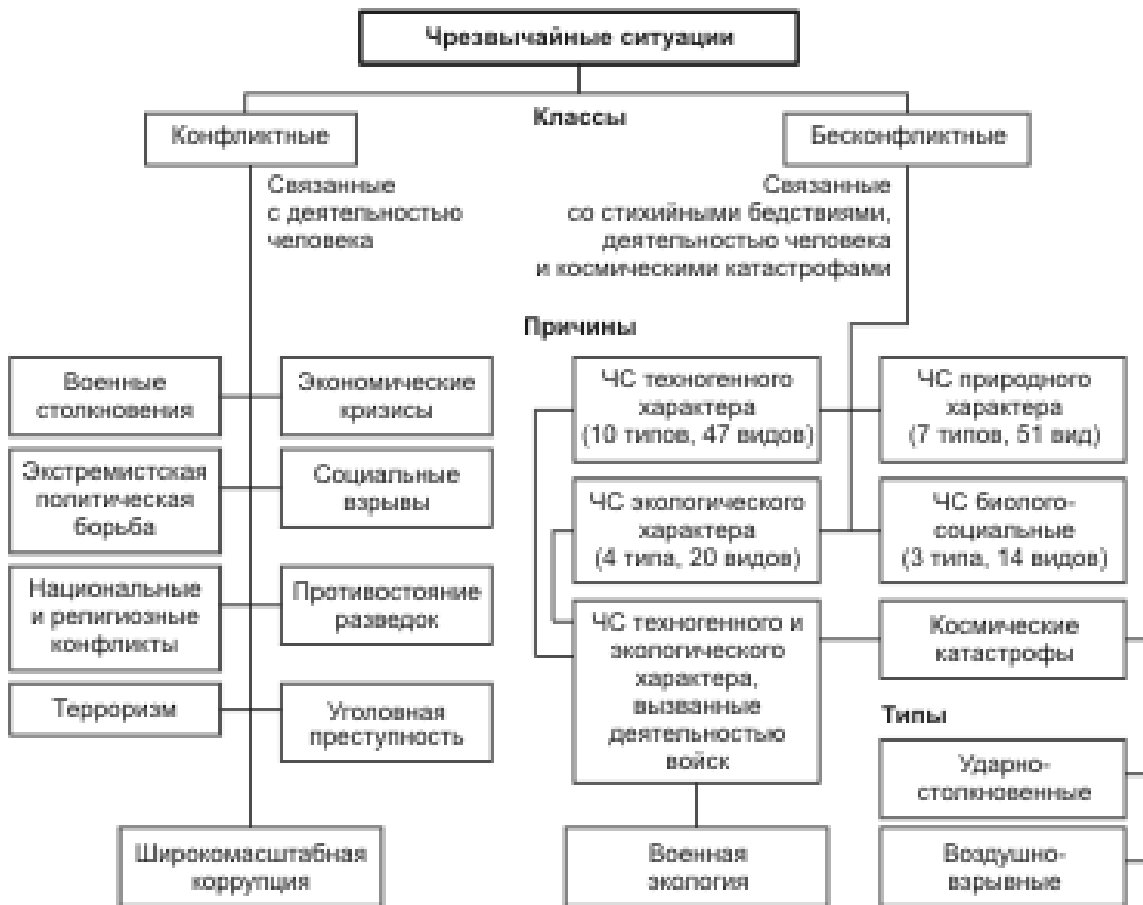 Чрезвычайные ситуации
Классы
Конфликтные
Бесконфликтные
Связанные
с деятельностью
человека
Связанные
со стихийными бедствиями,
деятельностью человека
и космическими катастрофами
Причины
Военные
столкновения
Экономические
кризисы
Экстремистская
политическая
борьба
Социальные
взрывы
Национальные
и религиозные
конфликты
Противостояние
разведок
Терроризм
Уголовная
преступность
Широкомасштабная
коррупция
ЧС техногенного
характера
(10 типов, 47 видов)
ЧС природного
характера
(7 типов, 51 вид)
ЧС экологического
характера
(4 типа, 20 видов)
ЧС биолого-
социальные
(3 типа, 14 видов)
ЧС техногенного и
экологического
характера,
вызванные
деятельностью
войск
Космические
катастрофы
Типы
Ударно-
столкновенные
Военная
экология
Воздушно-
взрывные